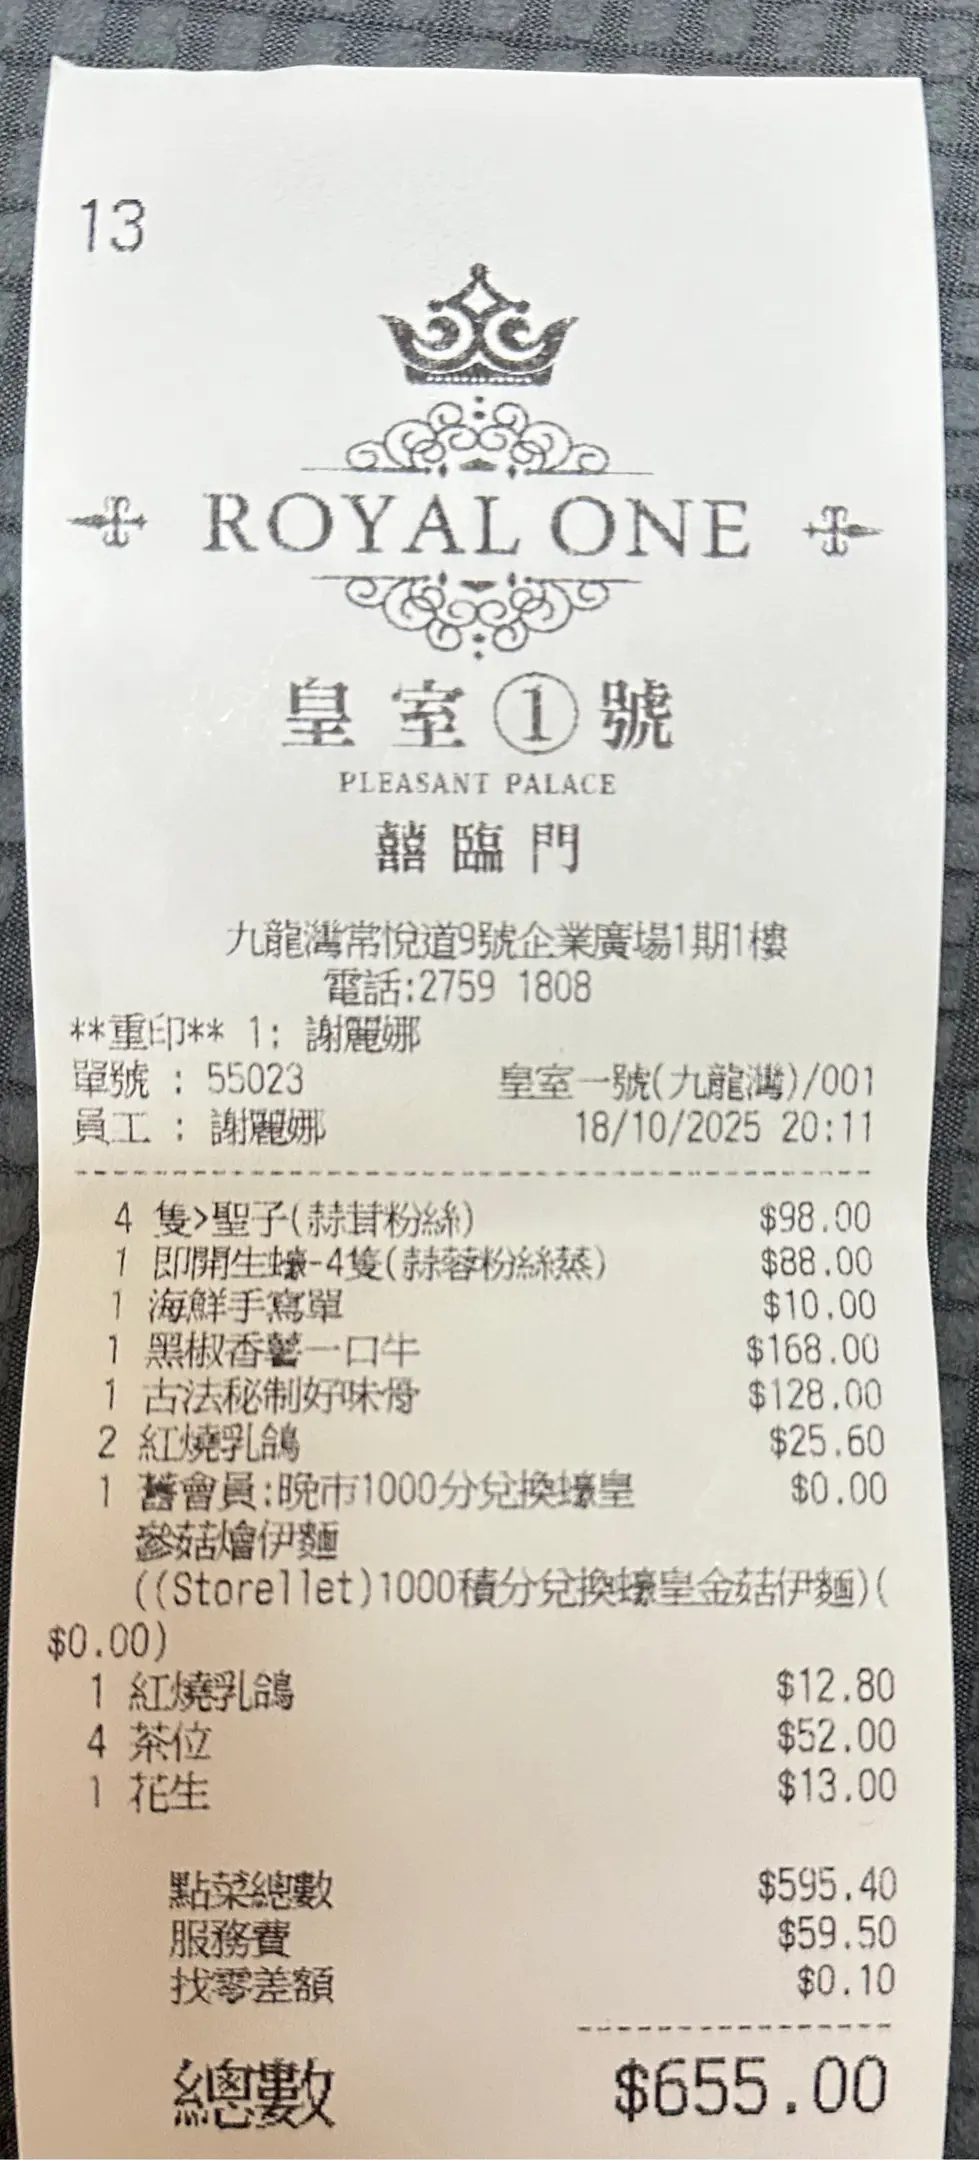 13
ROYAL ONE
皇室①號
PLEASANT PALACE
囍臨門
九龍灣常悅道9號企業廣場1期1樓
電話:2759 1808
**重印** 1; 謝麗娜
單號 : 55023 皇室一號(九龍灣)/001
員工 : 謝麗娜 18/10/2025 20:11
4 隻>聖子(蒜茸粉絲) $98.00
1 即開生蠔-4隻(蒜蓉粉絲蒸) $88.00
1 海鮮手寫單 $10.00
1 黑椒香薯一口牛 $168.00
1 古法秘制好味骨 $128.00
2 紅燒乳鴿 $25.60
1 舊會員:晚市1000分兌換蠔皇 $0.00
參菇燴伊麵
((Storellet)1000積分兌換蠔皇金菇伊麵)(
$0.00)
1 紅燒乳鴿 $12.80
4 茶位 $52.00
1 花生 $13.00
點菜總數 $595.40
服務費 $59.50
找零差額 $0.10
總數 $655.00